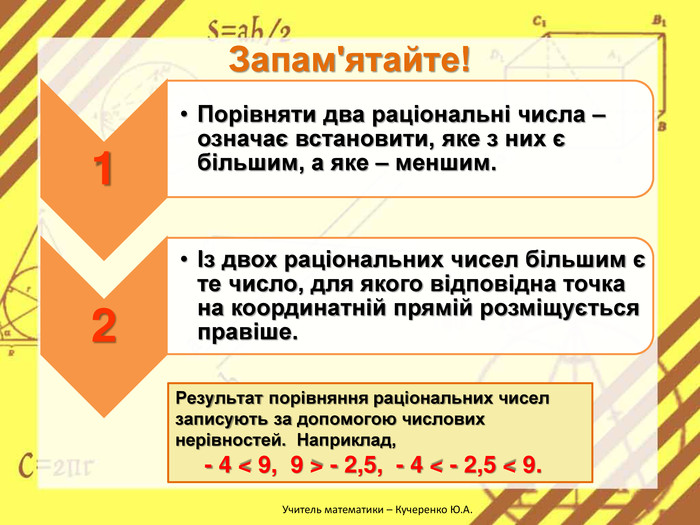 S=ah/2
C₁
B₁
Запам'ятайте!
B
1
• Порівняти два раціональні числа –
означає встановити, яке з них є
більшим, а яке – меншим.
2
• Із двох раціональних чисел більшим є
те число, для якого відповідна точка
на координатній прямій розміщується
правіше.
Результат порівняння раціональних чисел
записують за допомогою числових
нерівностей. Наприклад,
- 4 < 9, 9 > - 2,5, - 4 < - 2,5 < 9.
C=2πr
Учитель математики – Кучеренко Ю.А.